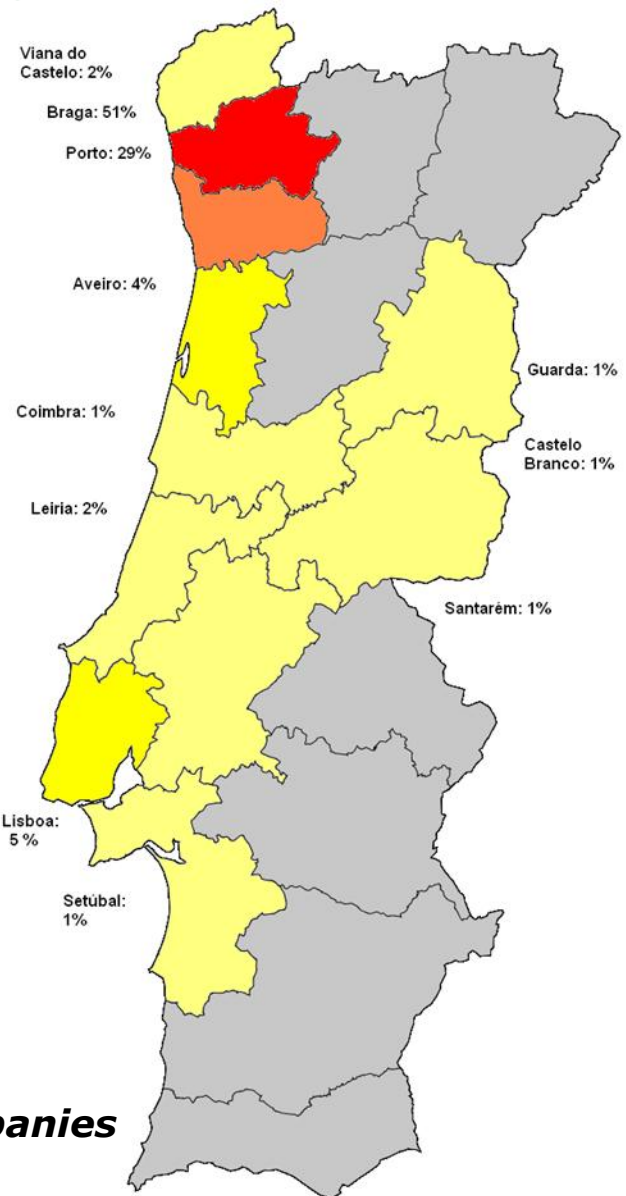 Viana do
Castelo: 2%
Braga: 51%
Porto: 29%
Aveiro: 4%
Guarda: 1%
Coimbra: 1%
Castelo
Branco: 1%
Leiria: 2%
Santarém: 1%
Lisboa:
5 %
Setúbal:
1%